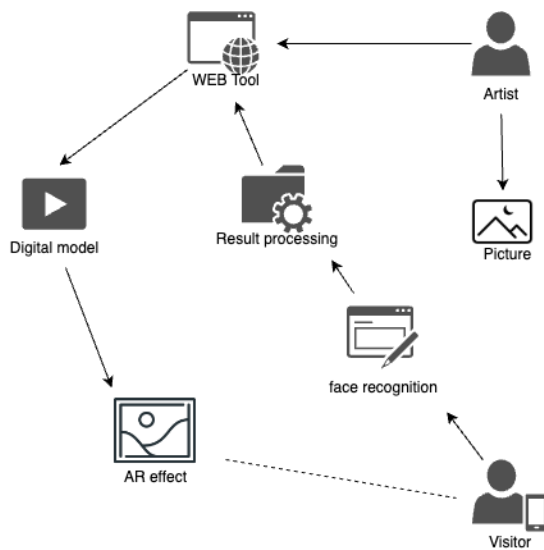 WEB Tool
Artist
Digital model
Result processing
Picture
face recognition
AR effect
Visitor